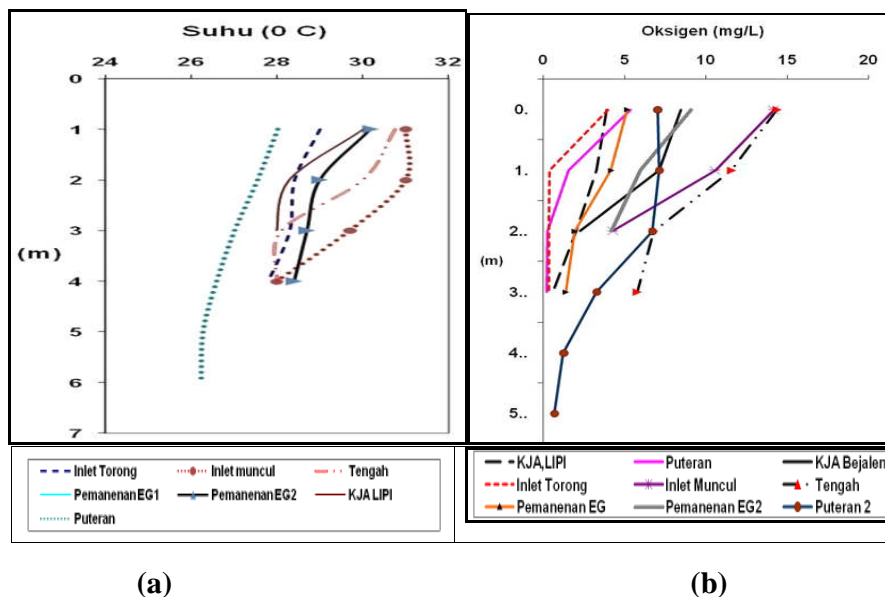 Suhu (0 C)
24 26 28 30 32
0
1
2
3
(m)
4
5
6
7
Inlet Torong Inlet muncul Tengah
Pemanenan EG1 Pemanenan EG2 KJA LIPI
Puteran
(a)
Oksigen (mg/L)
0 5 10 15 20
0.
1.
2..
(m)
3..
4..
5..
KJA,LIPI Puteran KJA Bejalen
Inlet Torong Inlet Muncul Tengah
Pemanenan EG Pemanenan EG2 Puteran 2
(b)